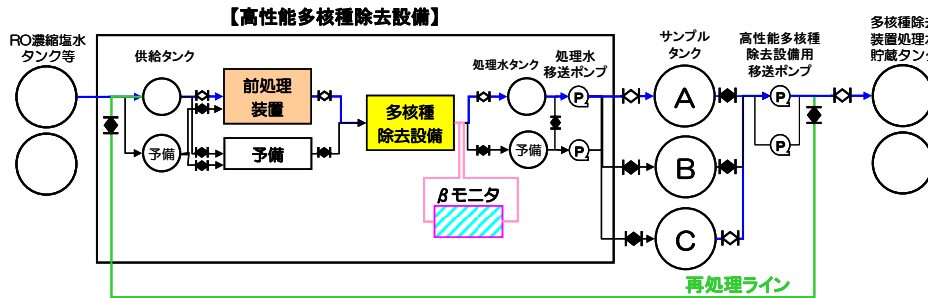 【高性能多核種除去設備】
RO濃縮塩水
タンク等
供給タンク
予備
前処理
装置
予備
多核種
除去設備
βモニタ
処理水タンク
予備
処理水
移送ポンプ
P
P
サンプル
タンク
A
B
C
高性能多核種
除去設備用
移送ポンプ
P
P
多核種除去
装置処理水
貯蔵タンク
再処理ライン